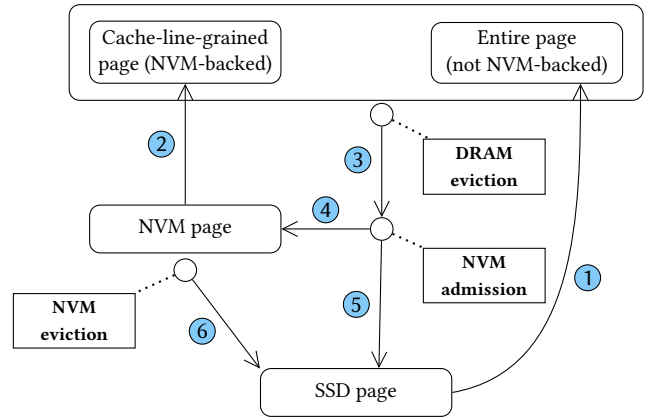 Cache-line-grained
page (NVM-backed)
Entire page
(not NVM-backed)
2
3
DRAM
eviction
4
NVM page
NVM
admission
1
5
NVM
eviction
6
SSD page